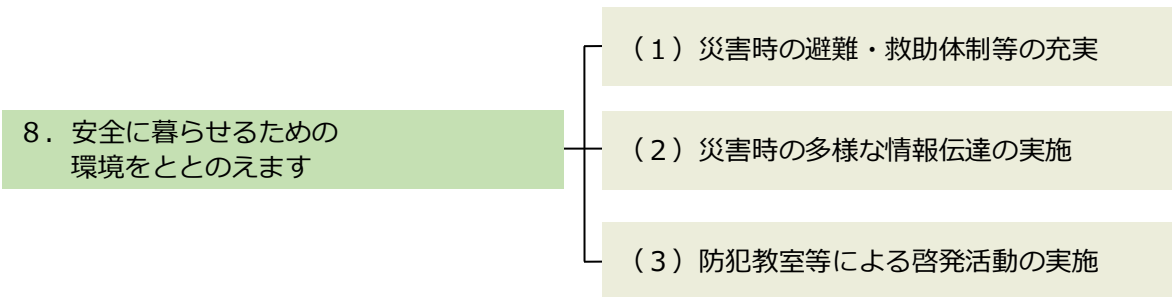 ８．安全に暮らせるための
環境をととのえます
（１）災害時の避難・救助体制等の充実
（２）災害時の多様な情報伝達の実施
（３）防犯教室等による啓発活動の実施